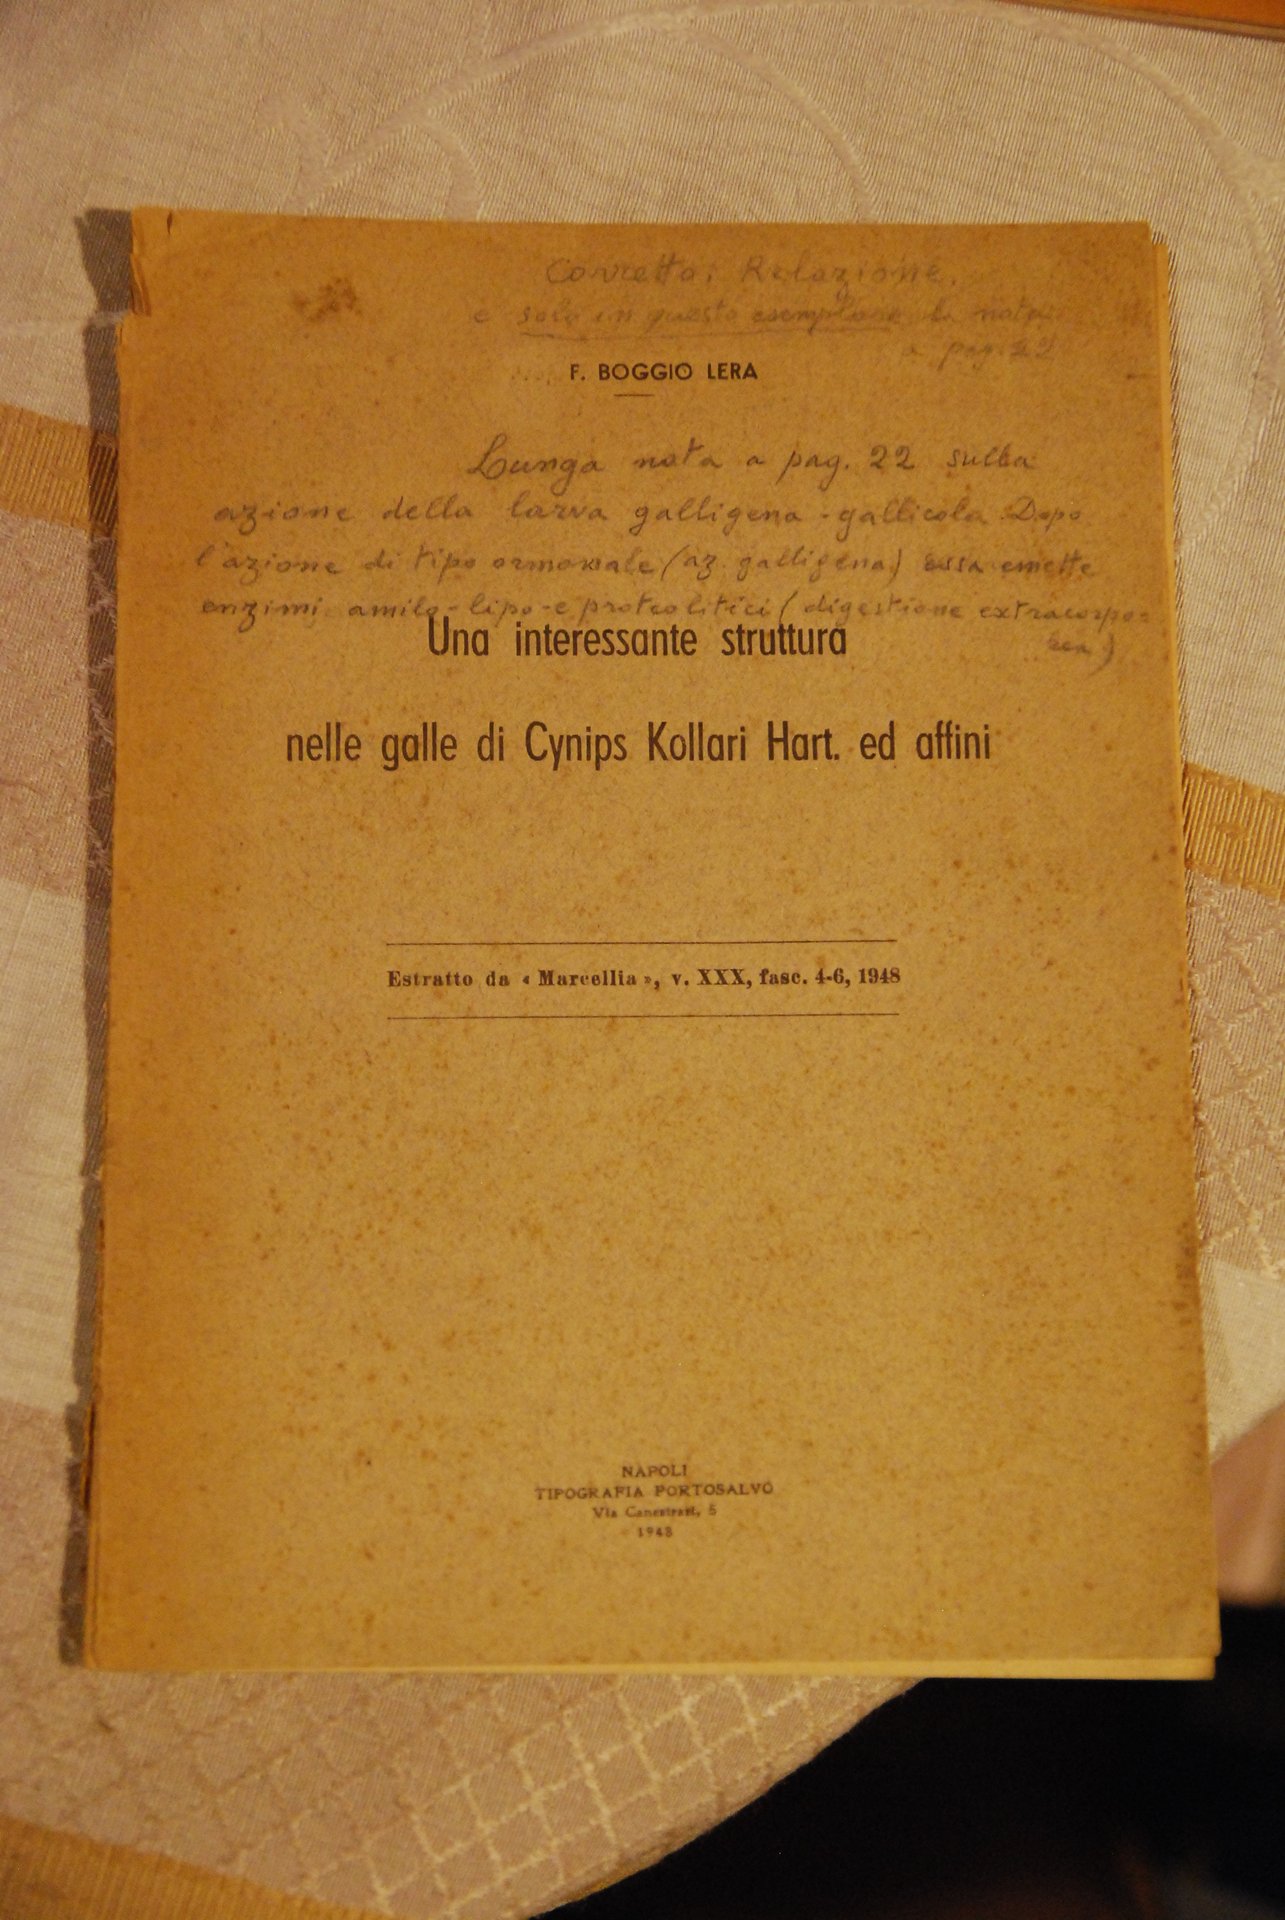 Corretta: Relazione.
e solo in questo esemplare la nota
a pag. 22
F. BOGGIO LERA
Lunga nota a pag. 22 sulla
azione della larva galligena-gallicola. Dopo
l'azione di tipo ormonale (az. galligena) essa emette
enzimi amilo-lipo-e proteolitici (digestione extracorpo=
rea)
Una interessante struttura
nelle galle di Cynips Kollari Hart. ed affini
Estratto da « Marcellia », v. XXX, fasc. 4-6, 1948
NAPOLI
TIPOGRAFIA PORTOSALVO
Via 5
1948